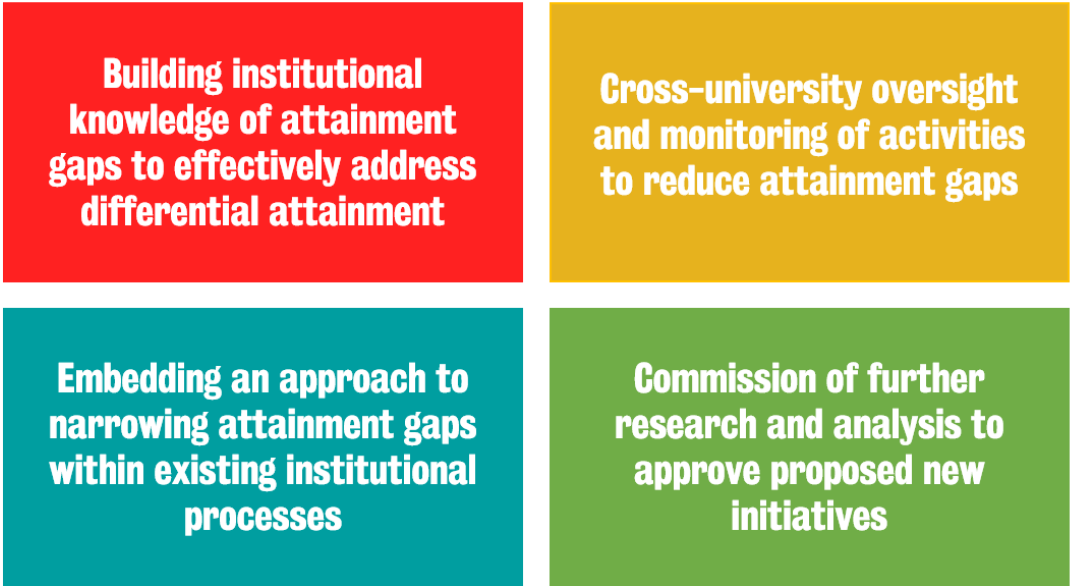 Building institutional
knowledge of attainment
gaps to effectively address
differential attainment
Cross-university oversight
and monitoring of activities
to reduce attainment gaps
Embedding an approach to
narrowing attainment gaps
within existing institutional
processes
Commission of further
research and analysis to
approve proposed new
initiatives